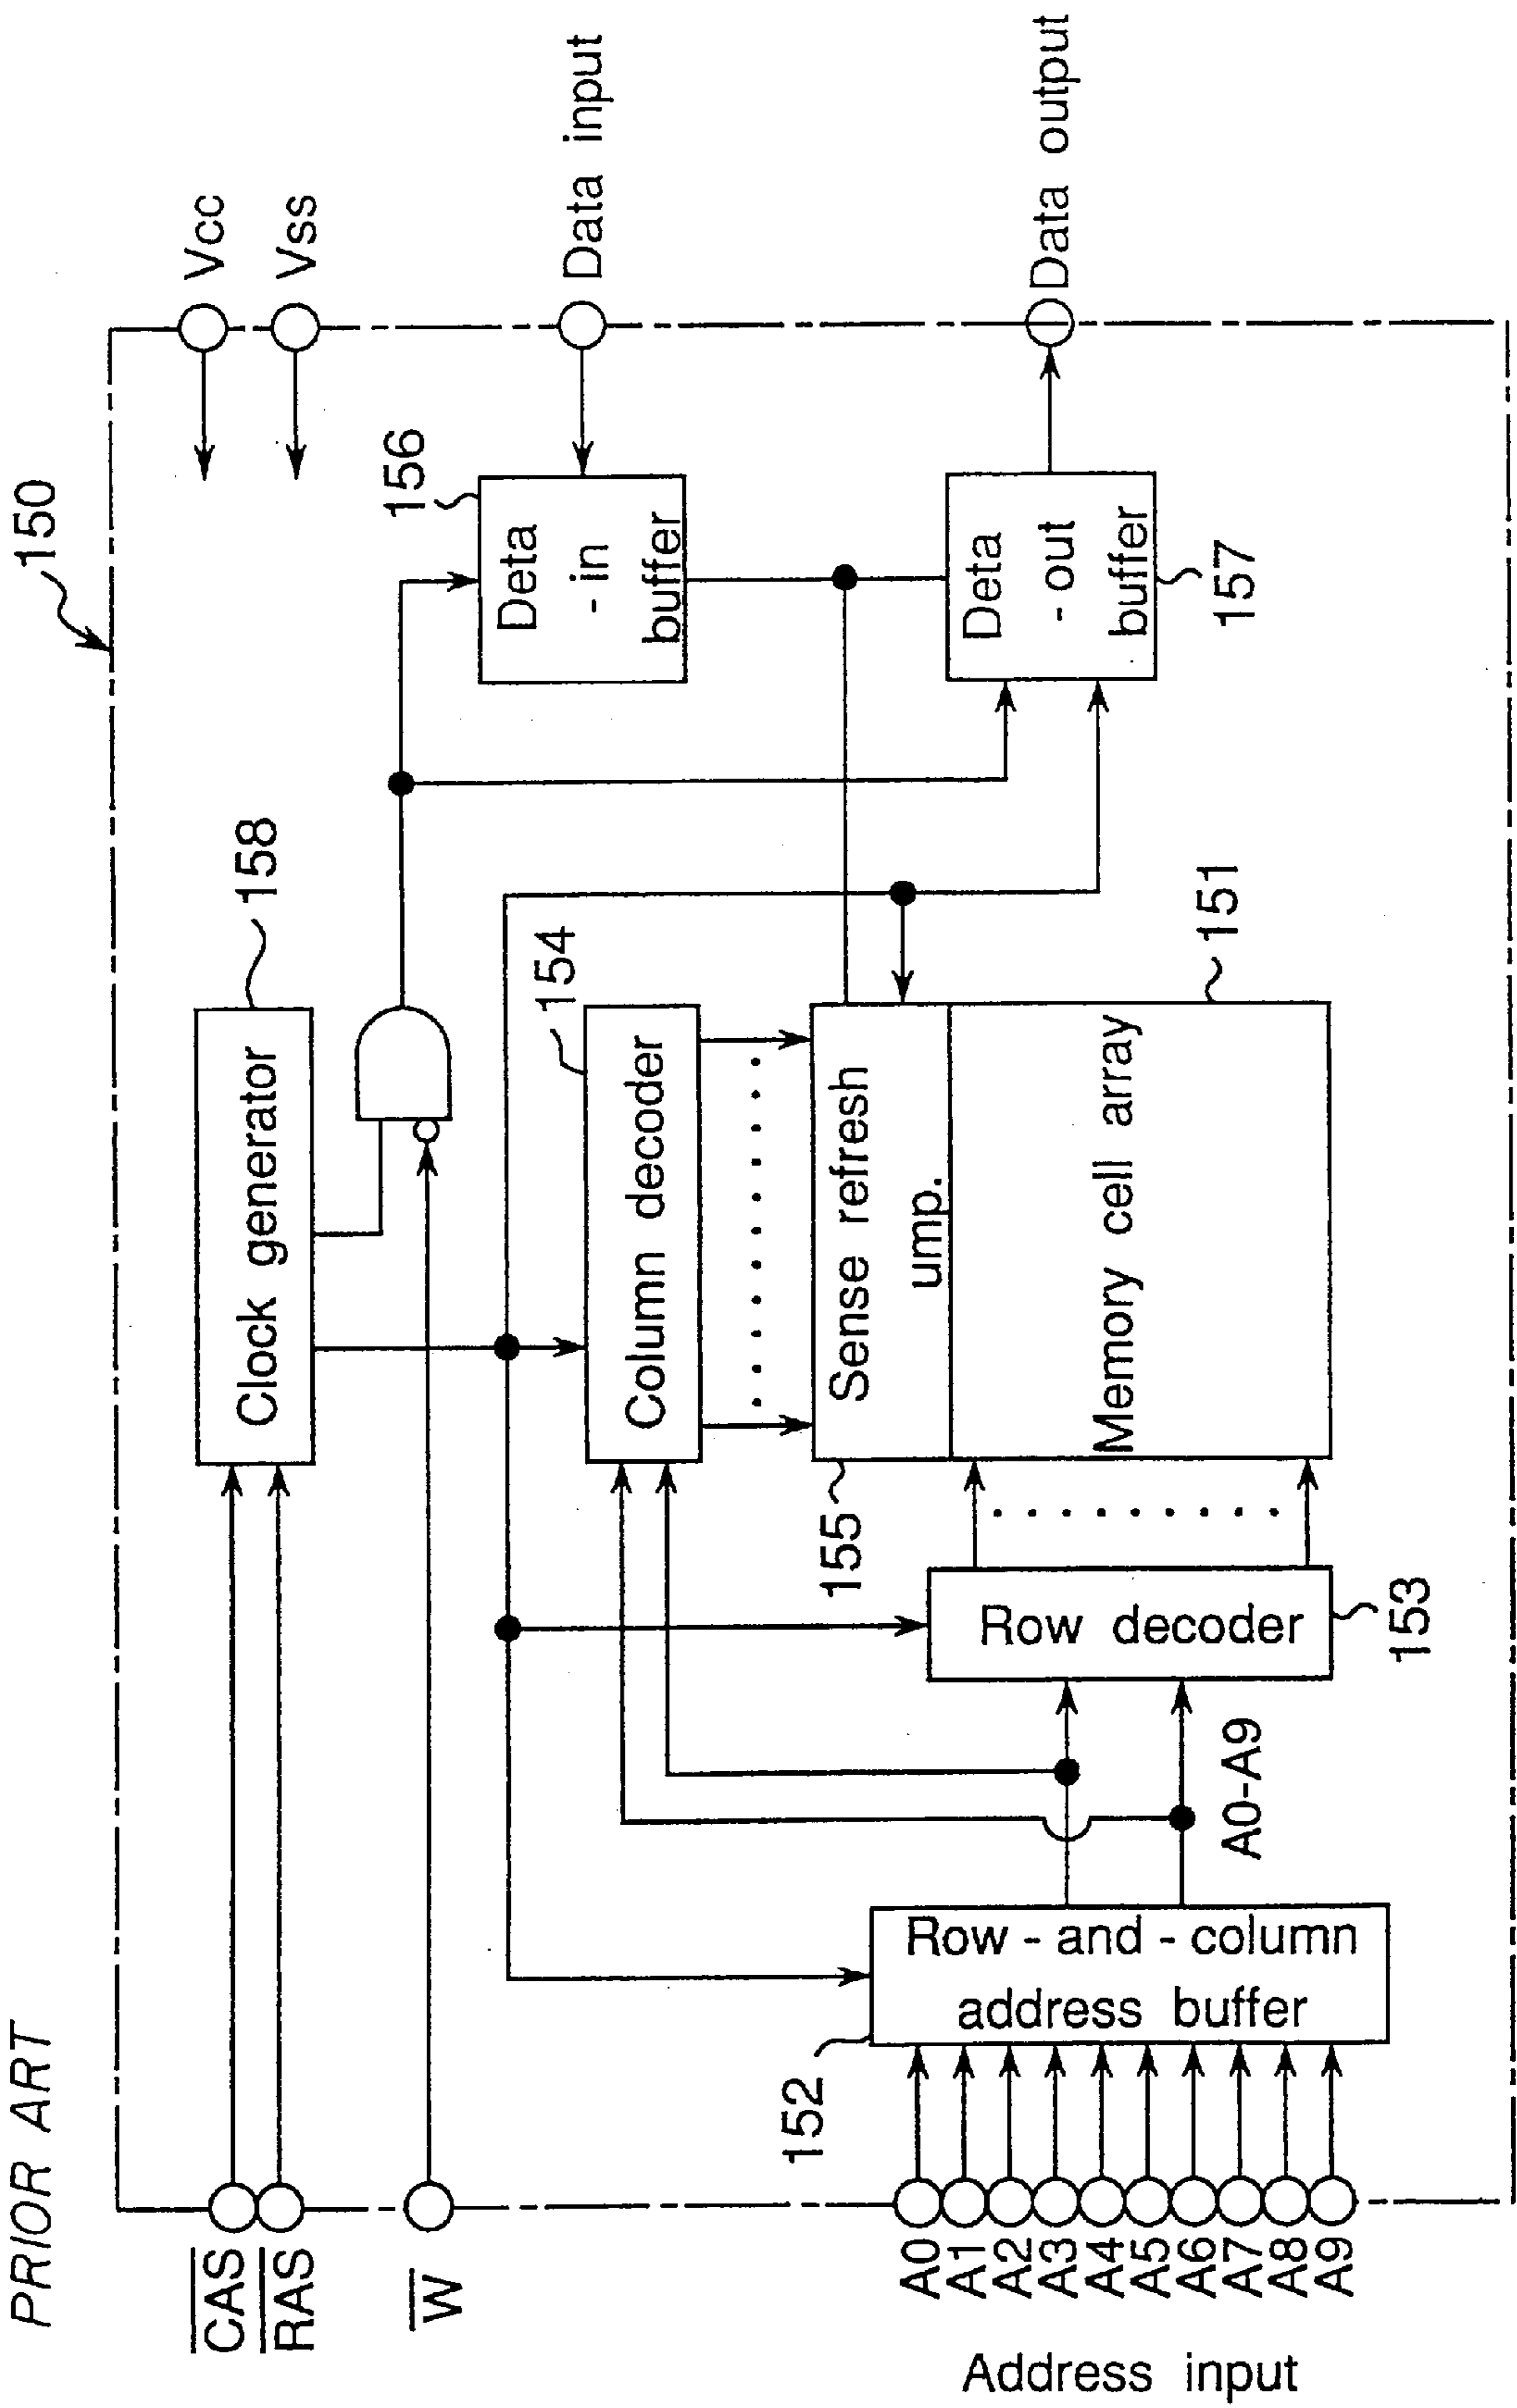 PRIOR ART
150
CAS
RAS
W
Clock generator
158
Vcc
Vss
156
Deta
- in
buffer
Data input
154
Column decoder
155
Sense refresh
ump.
Memory cell array
151
Deta
- out
buffer
157
Data output
Row decoder
153
A0-A9
152
Row - and - column
address buffer
A0
A1
A2
A3
A4
A5
A6
A7
A8
A9
Address input